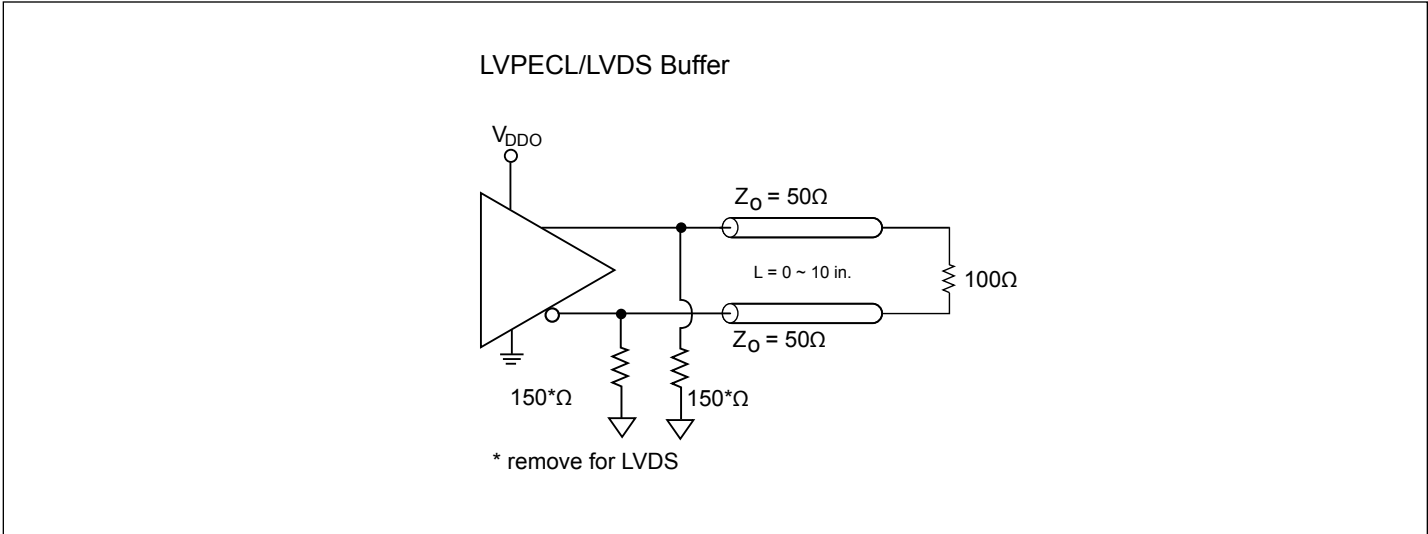 LVPECL/LVDS Buffer
VDDO
ZO = 50Ω
L = 0 ~ 10 in.
100Ω
ZO = 50Ω
150*Ω
150*Ω
* remove for LVDS